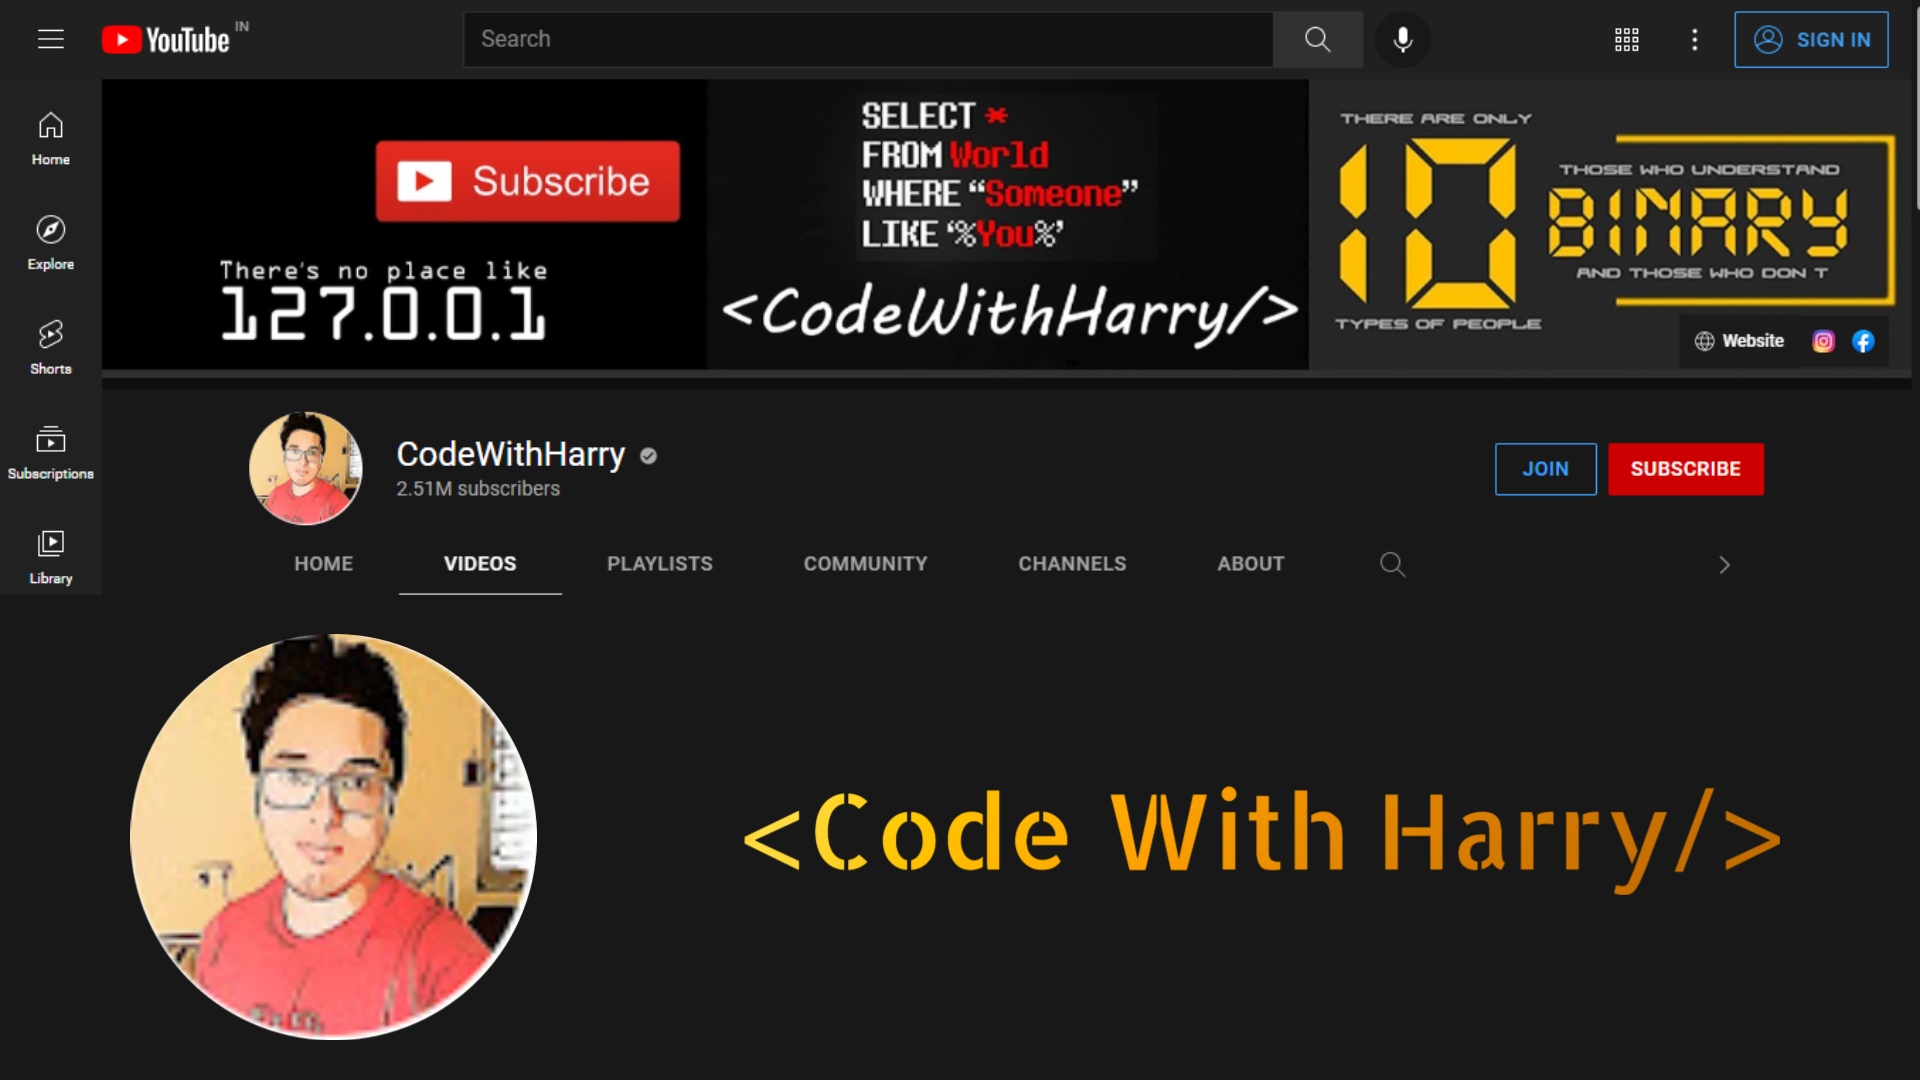 YouTube IN
Search
SIGN IN
Home
Explore
Shorts
Subscriptions
Library
Subscribe
There's no place like
127.0.0.1
SELECT *
FROM World
WHERE “Someone”
LIKE ‘%You%’
<CodeWithHarry/>
THERE ARE ONLY
10
TYPES OF PEOPLE
THOSE WHO UNDERSTAND
BINARY
AND THOSE WHO DON T
Website
CodeWithHarry
2.51M subscribers
JOIN
SUBSCRIBE
HOME
VIDEOS
PLAYLISTS
COMMUNITY
CHANNELS
ABOUT
<Code With Harry/>